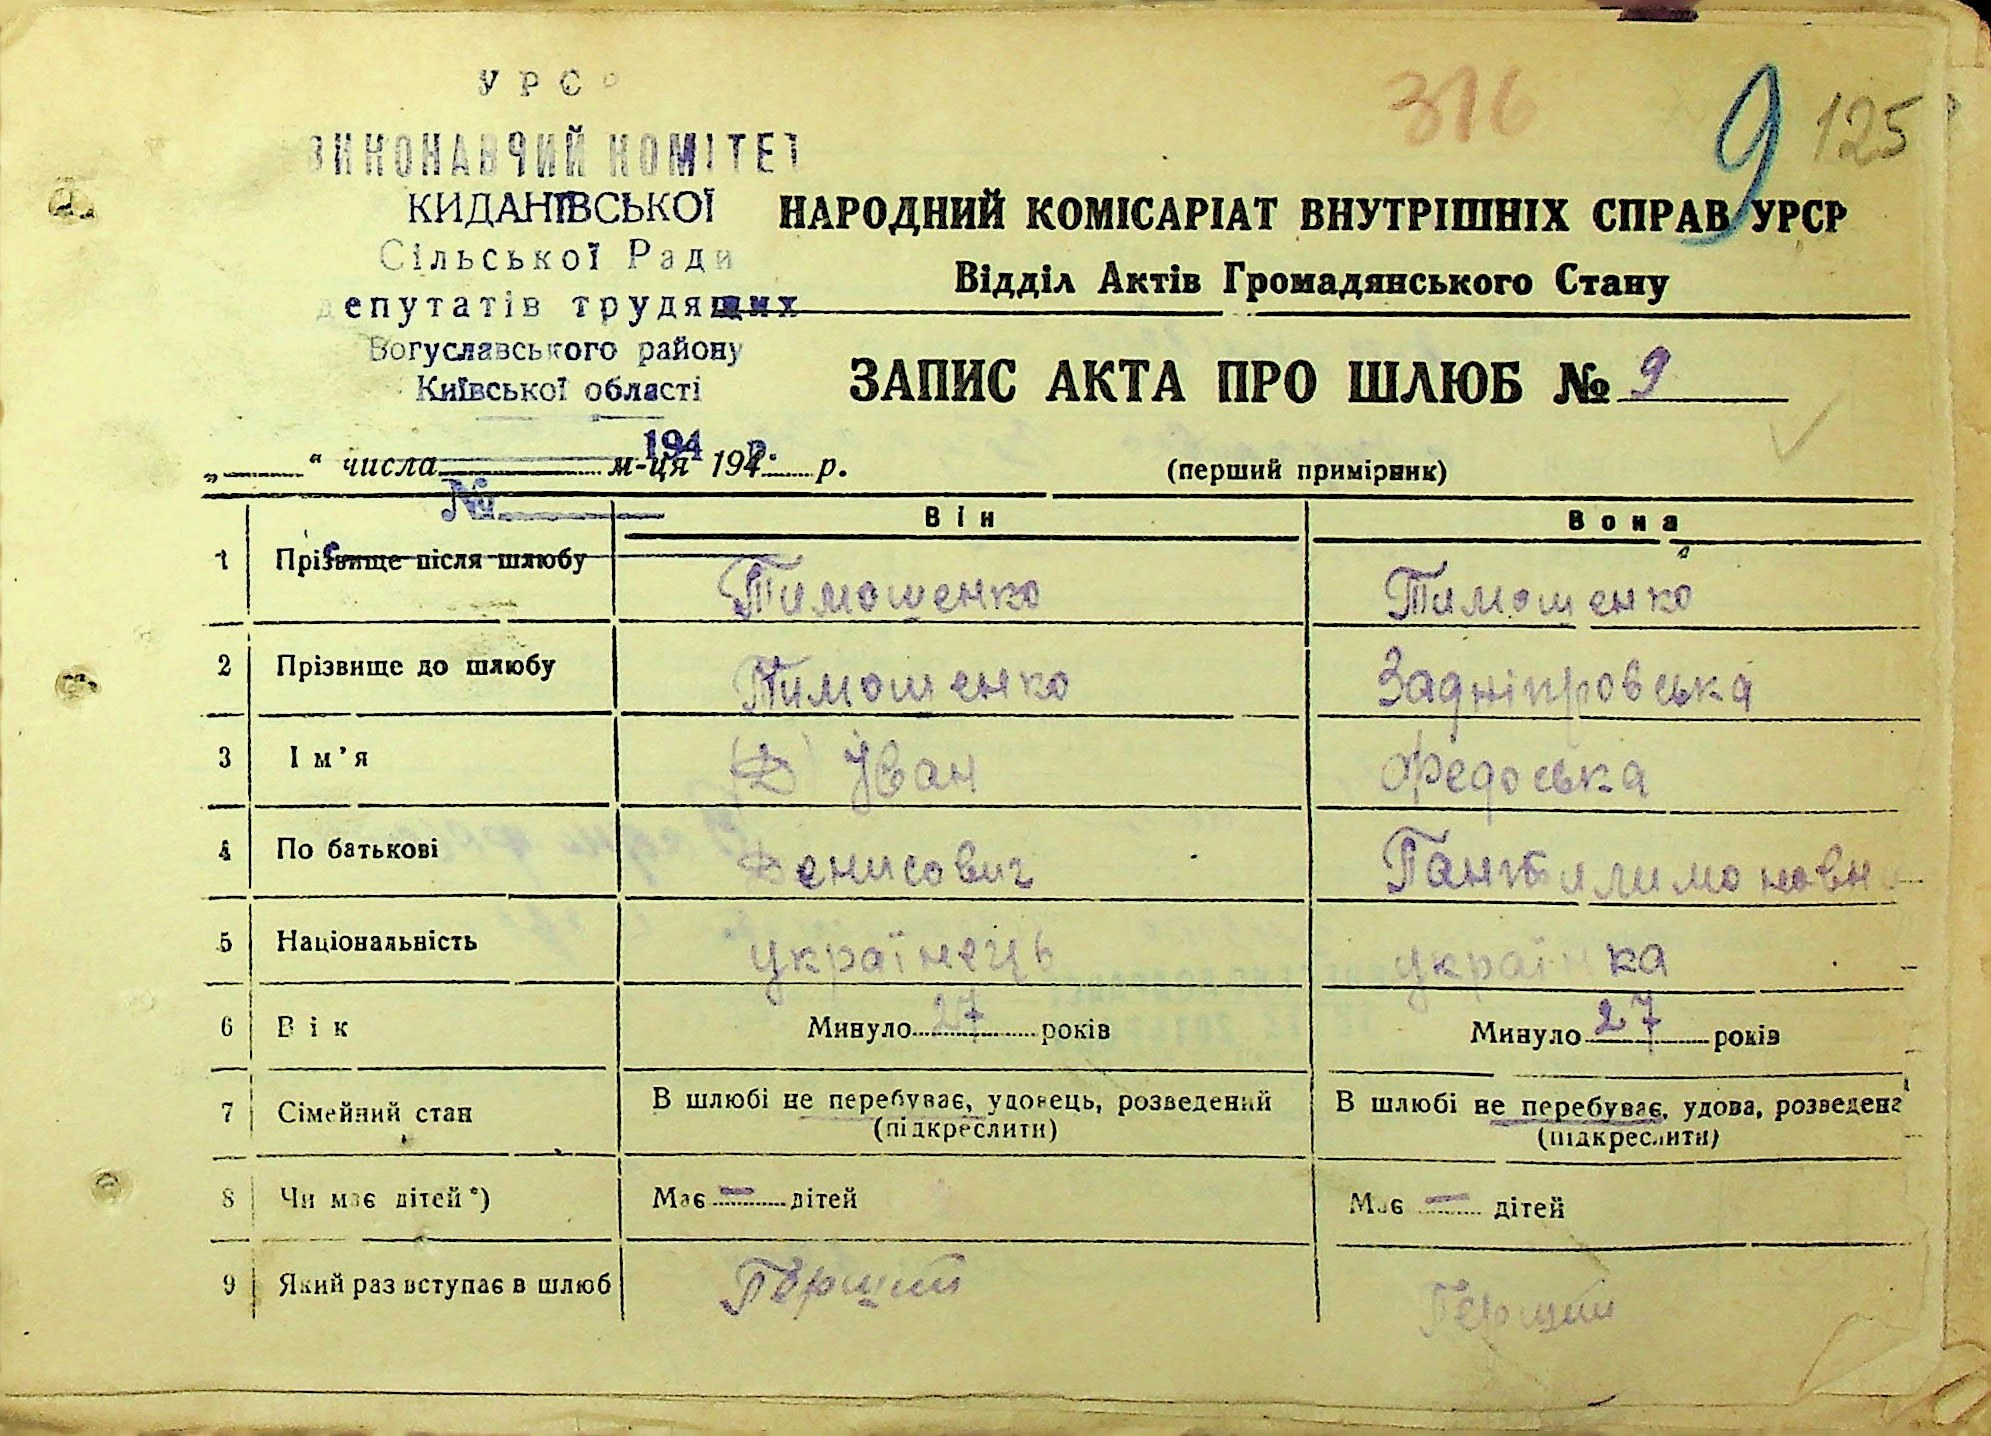 УРС
ВИКОНАВЧИЙ КОМІТЕТ
КИДАНІВСЬКОЇ
Сільської Ради
депутатів трудящих
Богуславського району
Київської області
194 р.
№
316
9
125
НАРОДНИЙ КОМІСАРІАТ ВНУТРІШНІХ СПРАВ УРСР
Відділ Актів Громадянського Стану
ЗАПИС АКТА ПРО ШЛЮБ № 9
„ “ числа м-ця 194 р.
(перший примірник)
Він Вона
1 Прізвище після шлюбу Тимошенко Тимошенко
2 Прізвище до шлюбу Тимошенко Задніпровська
3 Ім’я (Д) Іван Федоська
4 По батькові Денисович
5 Національність українець українка
6 Вік Минуло 27 років Минуло 27 років
7 Сімейний стан В шлюбі не перебуває, удовець, розведений В шлюбі не перебуває, удова, розведена
(підкреслити) (підкреслити)
8 Чи має дітей*) Має — дітей Має — дітей
9 Який раз вступає в шлюб Перщий Перщий